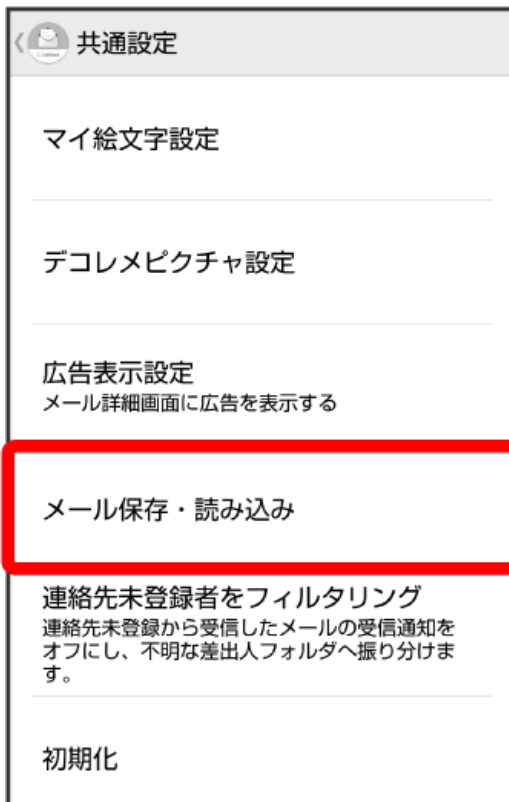 共通設定
マイ絵文字設定
デコレメピクチャ設定
広告表示設定
メール詳細画面に広告を表示する
メール保存・読み込み
連絡先未登録者をフィルタリング
連絡先未登録から受信したメールの受信通知を
オフにし、不明な差出人フォルダへ振り分けま
す。
初期化